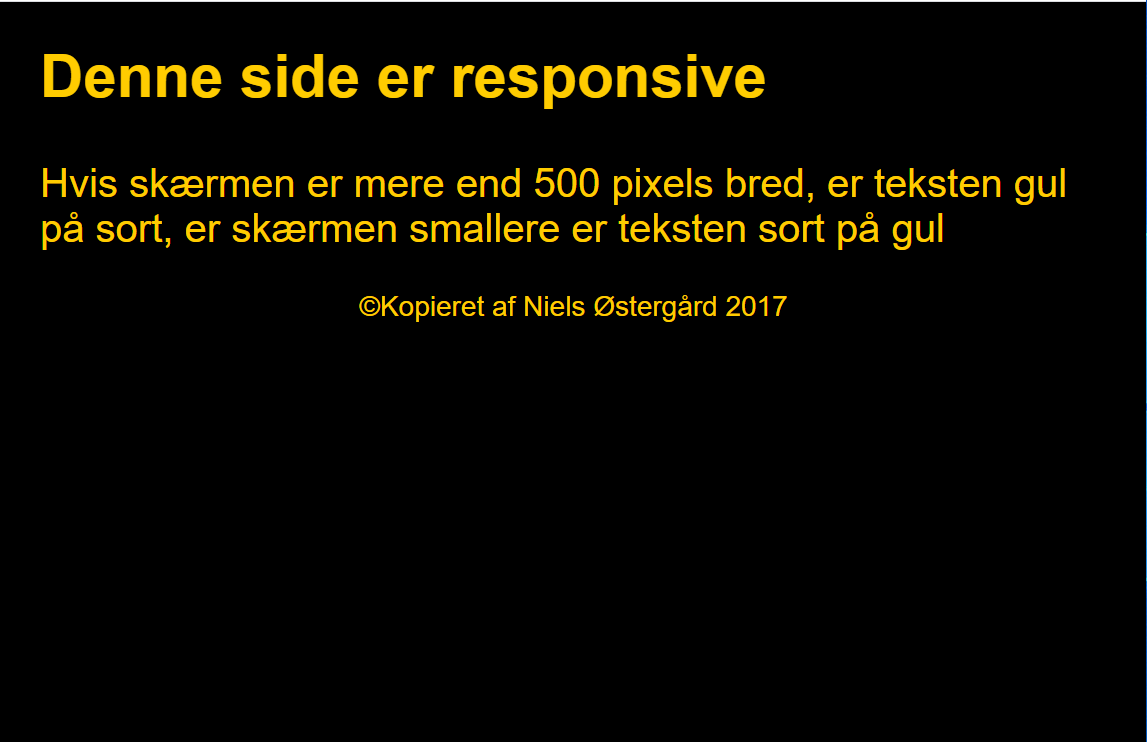 Denne side er responsive
Hvis skærmen er mere end 500 pixels bred, er teksten gul
på sort, er skærmen smallere er teksten sort på gul
©Kopieret af Niels Østergård 2017